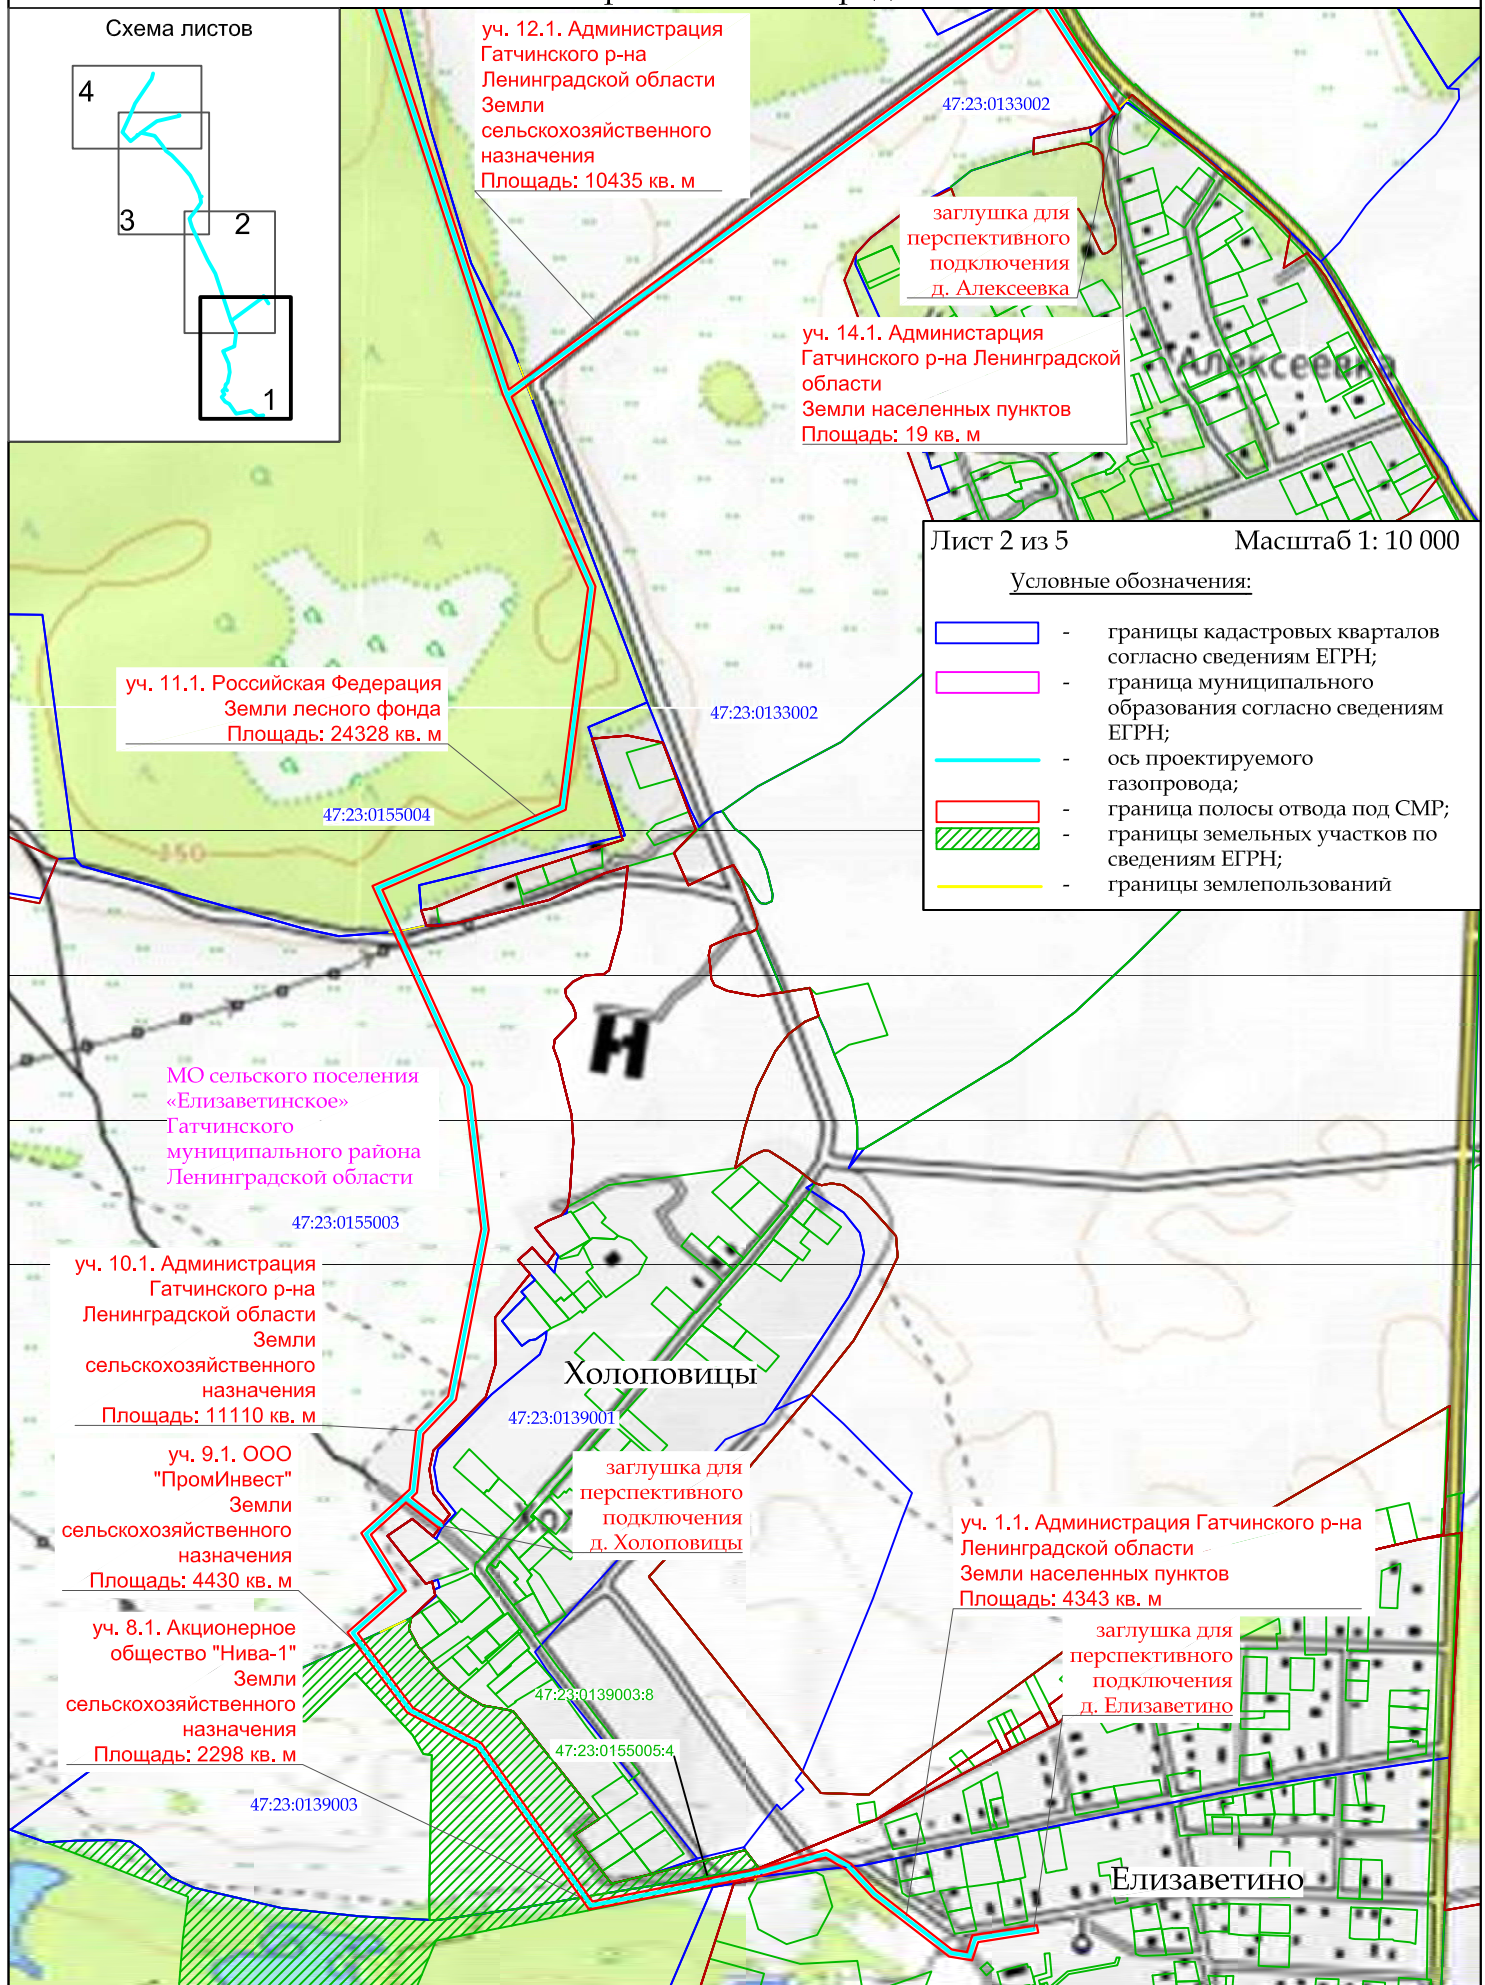 Схема листов
4
3
2
1
уч. 12.1. Администрация
Гатчинского р-на
Ленинградской области
Земли
сельскохозяйственного
назначения
Площадь: 10435 кв. м
47:23:0133002
заглушка для
перспективного
подключения
д. Алексеевка
уч. 14.1. Администарция
Гатчинского р-на Ленинградской
области
Земли населенных пунктов
Площадь: 19 кв. м
Алексеевка
Лист 2 из 5 Масштаб 1: 10 000
Условные обозначения:
- границы кадастровых кварталов
согласно сведениям ЕГРН;
- граница муниципального
образования согласно сведениям
ЕГРН;
- ось проектируемого
газопровода;
- граница полосы отвода под СМР;
- границы земельных участков по
сведениям ЕГРН;
- границы землепользований
уч. 11.1. Российская Федерация
Земли лесного фонда
Площадь: 24328 кв. м
47:23:0133002
47:23:0155004
150
МО сельского поселения
«Елизаветинское»
Гатчинского
муниципального района
Ленинградской области
47:23:0155003
уч. 10.1. Администрация
Гатчинского р-на
Ленинградской области
Земли
сельскохозяйственного
назначения
Площадь: 11110 кв. м
Холоповицы
47:23:0139001
уч. 9.1. ООО
"ПромИнвест"
Земли
сельскохозяйственного
назначения
Площадь: 4430 кв. м
заглушка для
перспективного
подключения
д. Холоповицы
уч. 1.1. Администрация Гатчинского р-на
Ленинградской области
Земли населенных пунктов
Площадь: 4343 кв. м
уч. 8.1. Акционерное
общество "Нива-1"
Земли
сельскохозяйственного
назначения
Площадь: 2298 кв. м
заглушка для
перспективного
подключения
д. Елизаветино
47:23:0139003:8
47:23:0155005:4
47:23:0139003
Елизаветино